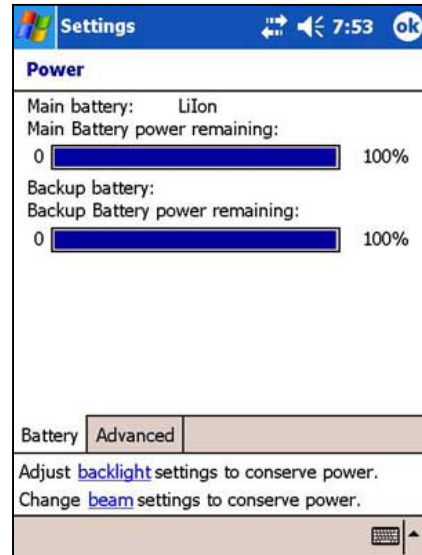 Settings 7:53 ok
Power
Main battery: LiIon
Main Battery power remaining:
0 100%
Backup battery:
Backup Battery power remaining:
0 100%
Battery Advanced
Adjust backlight settings to conserve power.
Change beam settings to conserve power.